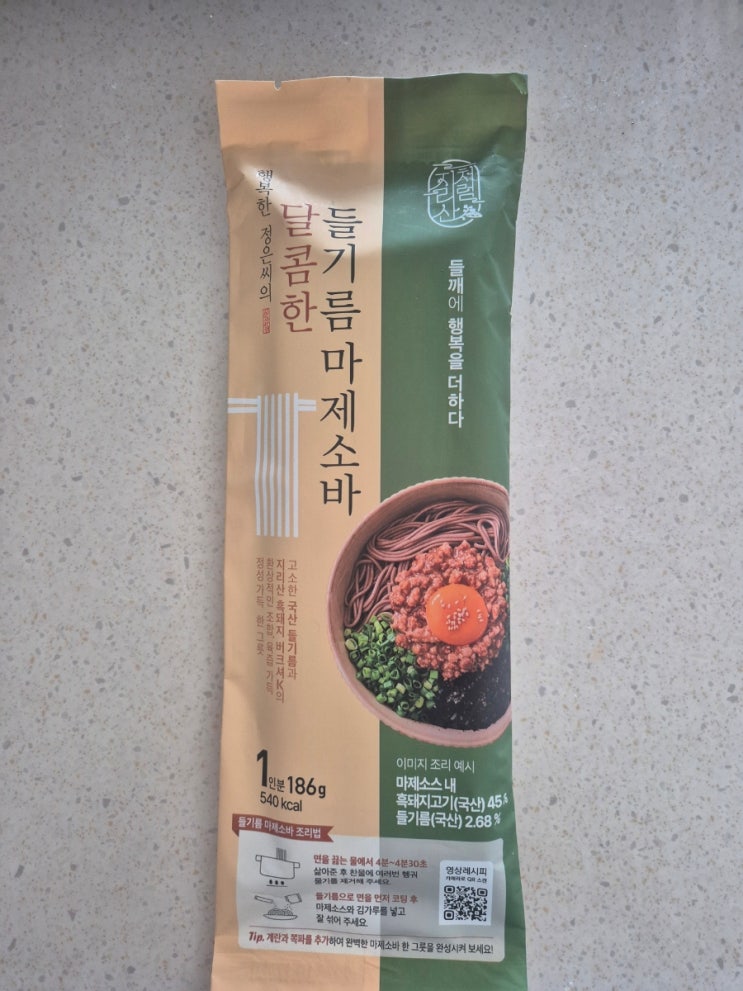 행복한 정은씨의
달콤한
들기름 마제소바
지리산처럼
들깨에 행복을 더하다
고소한 국산 들기름과
지리산 흑돼지 버크셔K의
환상적인 조합, 육즙 가득,
정성가득 한 그릇
이미지 조리 예시
마제소스 내
흑돼지고기(국산) 45%
들기름(국산) 2.68 %
1인분 186g
540 kcal
들기름 마제소바 조리법
면을 끓는 물에서 4분~4분30초
삶아준 후 찬물에 여러번 헹궈
물기를 제거해 주세요.
들기름으로 면을 먼저 코팅 후
마제소스와 김가루를 넣고
잘 섞어 주세요.
영상레시피
카메라로 QR 스캔
Tip. 계란과 쪽파를 추가하여 완벽한 마제소바 한 그릇을 완성시켜 보세요!